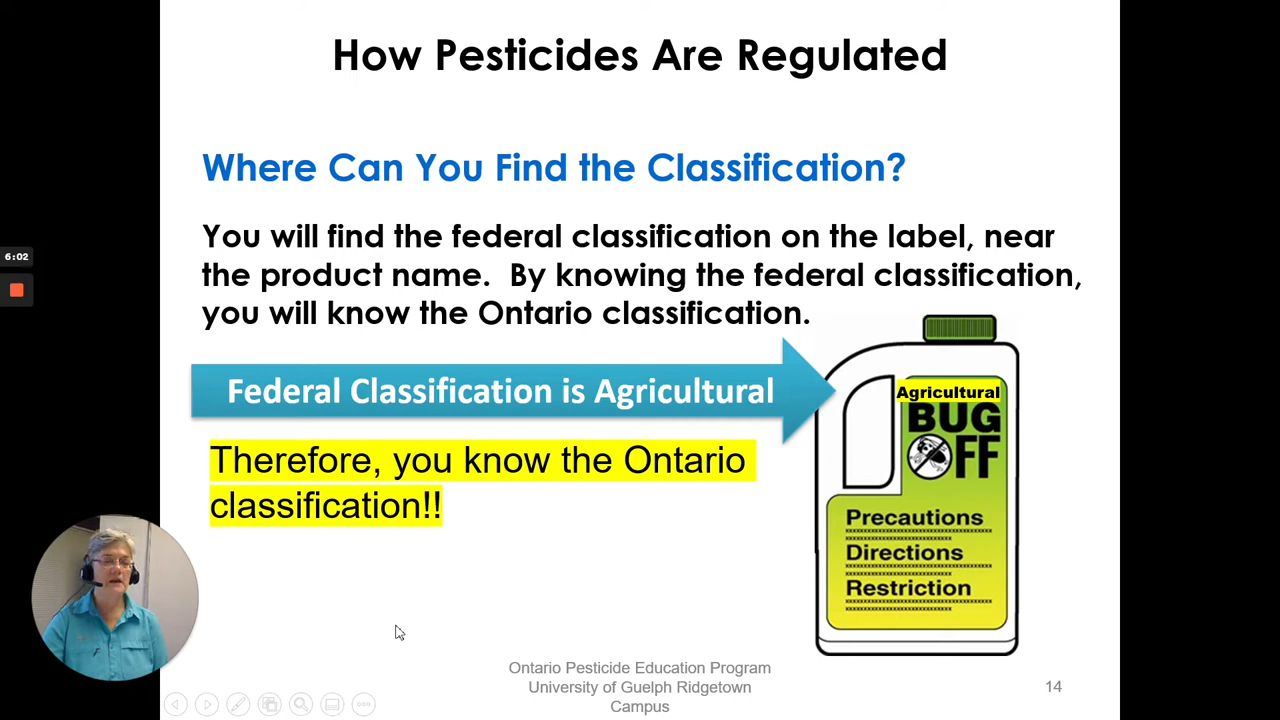 How Pesticides Are Regulated
Where Can You Find the Classification?
You will find the federal classification on the label, near
the product name.  By knowing the federal classification,
you will know the Ontario classification.
6:02
Federal Classification is Agricultural
Therefore, you know the Ontario
classification!!
Agricultural
BUG
OFF
Precautions
Directions
Restriction
Ontario Pesticide Education Program
University of Guelph Ridgetown
Campus
14